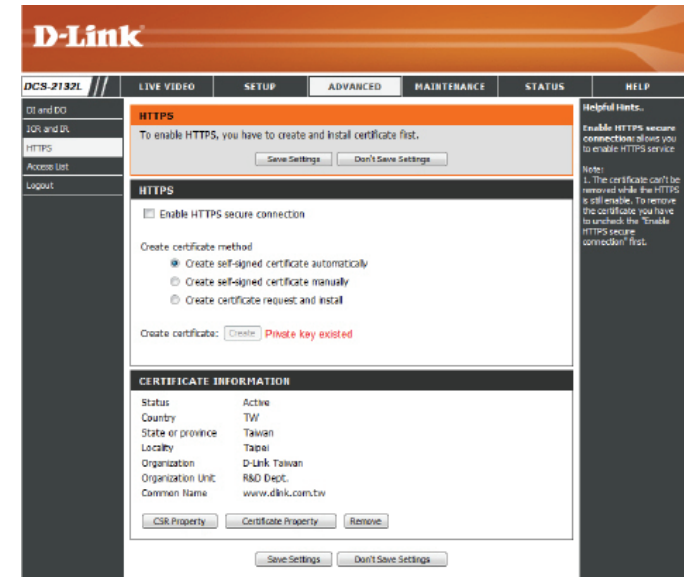 D-Link
DCS-2132L // LIVE VIDEO SETUP ADVANCED MAINTENANCE STATUS HELP
DI and DO
ICR and IR
HTTPS
Access List
Logout
HTTPS
To enable HTTPS, you have to create and install certificate first.
Save Settings Don't Save Settings
HTTPS
Enable HTTPS secure connection
Create certificate method
Create self-signed certificate automatically
Create self-signed certificate manually
Create certificate request and install
Create certificate: Create Private key existed
CERTIFICATE INFORMATION
Status Active
Country TW
State or province Taiwan
Locality Taipei
Organization D-Link Taiwan
Organization Unit R&D Dept.
Common Name www.dlink.com.tw
CSR Property Certificate Property Remove
Save Settings Don't Save Settings
Helpful Hints..
Enable HTTPS secure
connection: allows you
to enable HTTPS service
Note:
1. The certificate can't be
removed while the HTTPS
is still enable. To remove
the certificate you have
to uncheck the "Enable
HTTPS secure
connection" first.